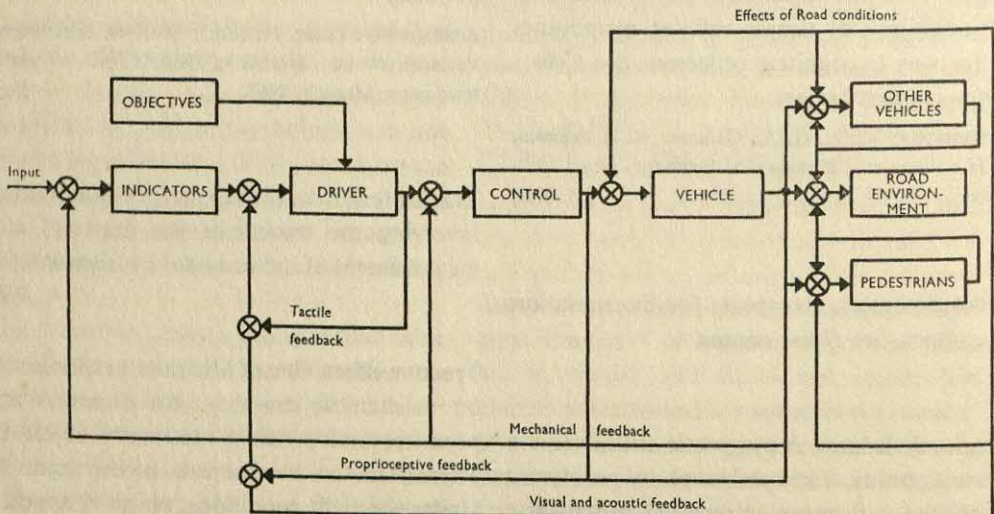 Effects of Road conditions
OBJECTIVES
OTHER
VEHICLES
Input
INDICATORS
DRIVER
CONTROL
VEHICLE
ROAD
ENVIRON-
MENT
PEDESTRIANS
Tactile
feedback
Mechanical feedback
Proprioceptive feedback
Visual and acoustic feedback